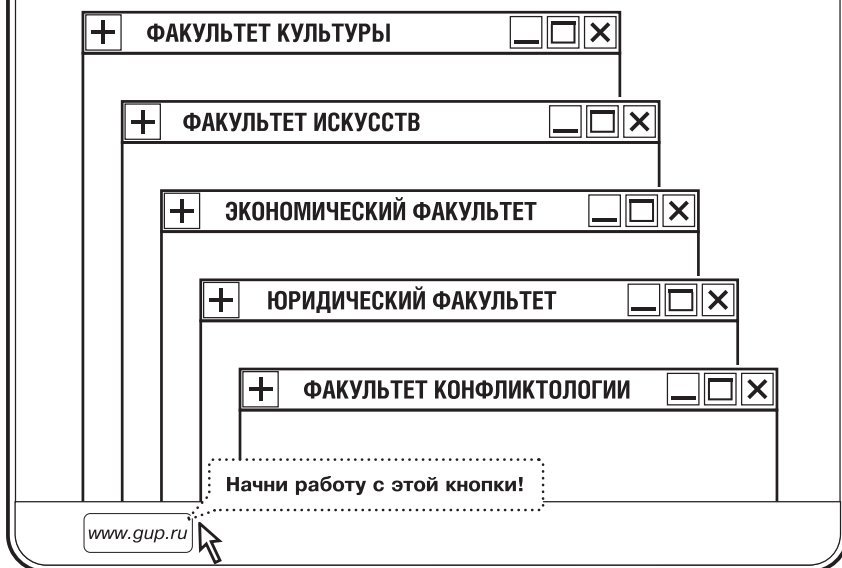 ФАКУЛЬТЕТ КУЛЬТУРЫ
ФАКУЛЬТЕТ ИСКУССТВ
ЭКОНОМИЧЕСКИЙ ФАКУЛЬТЕТ
ЮРИДИЧЕСКИЙ ФАКУЛЬТЕТ
ФАКУЛЬТЕТ КОНФЛИКТОЛОГИИ
Начни работу с этой кнопки!
www.gup.ru